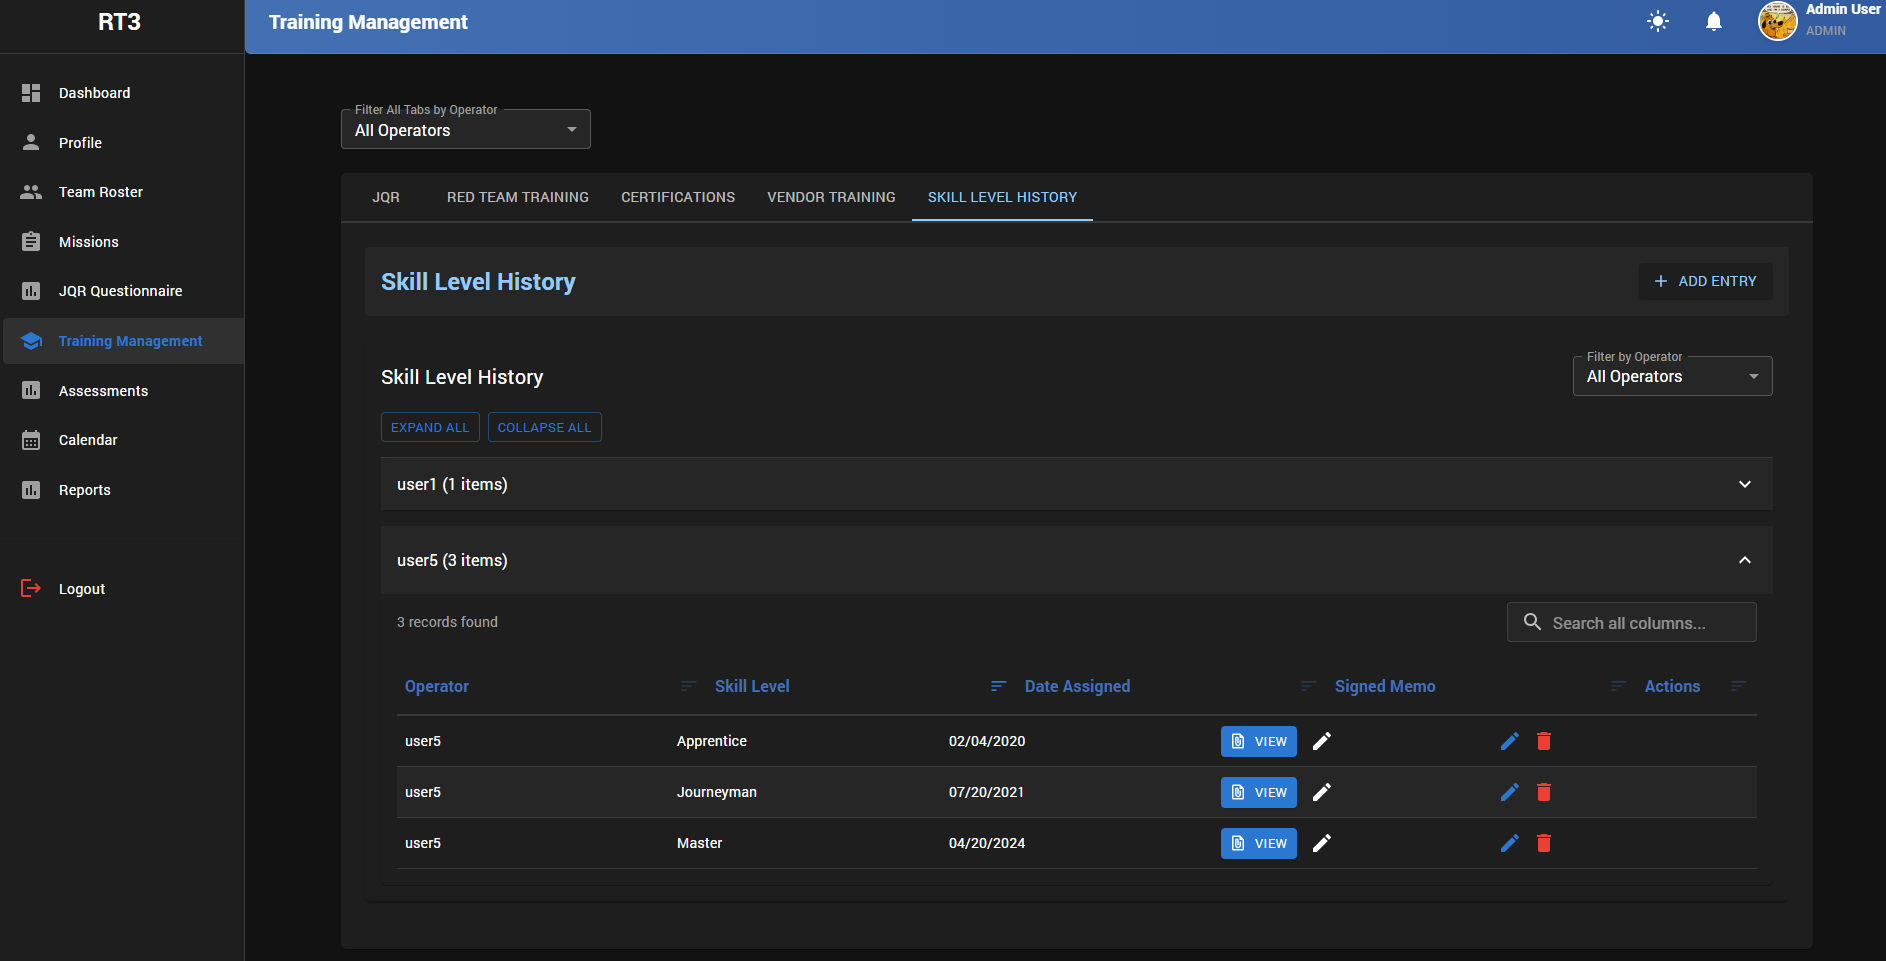 RT3
Training Management
Admin User
ADMIN
Dashboard
Profile
Team Roster
Missions
JQR Questionnaire
Training Management
Assessments
Calendar
Reports
Logout
Filter All Tabs by Operator
All Operators
JQR RED TEAM TRAINING CERTIFICATIONS VENDOR TRAINING SKILL LEVEL HISTORY
Skill Level History
ADD ENTRY
Skill Level History
Filter by Operator
All Operators
EXPAND ALL COLLAPSE ALL
user1 (1 items)
user5 (3 items)
3 records found
Search all columns...
Operator Skill Level Date Assigned Signed Memo Actions
user5 Apprentice 02/04/2020 VIEW
user5 Journeyman 07/20/2021 VIEW
user5 Master 04/20/2024 VIEW